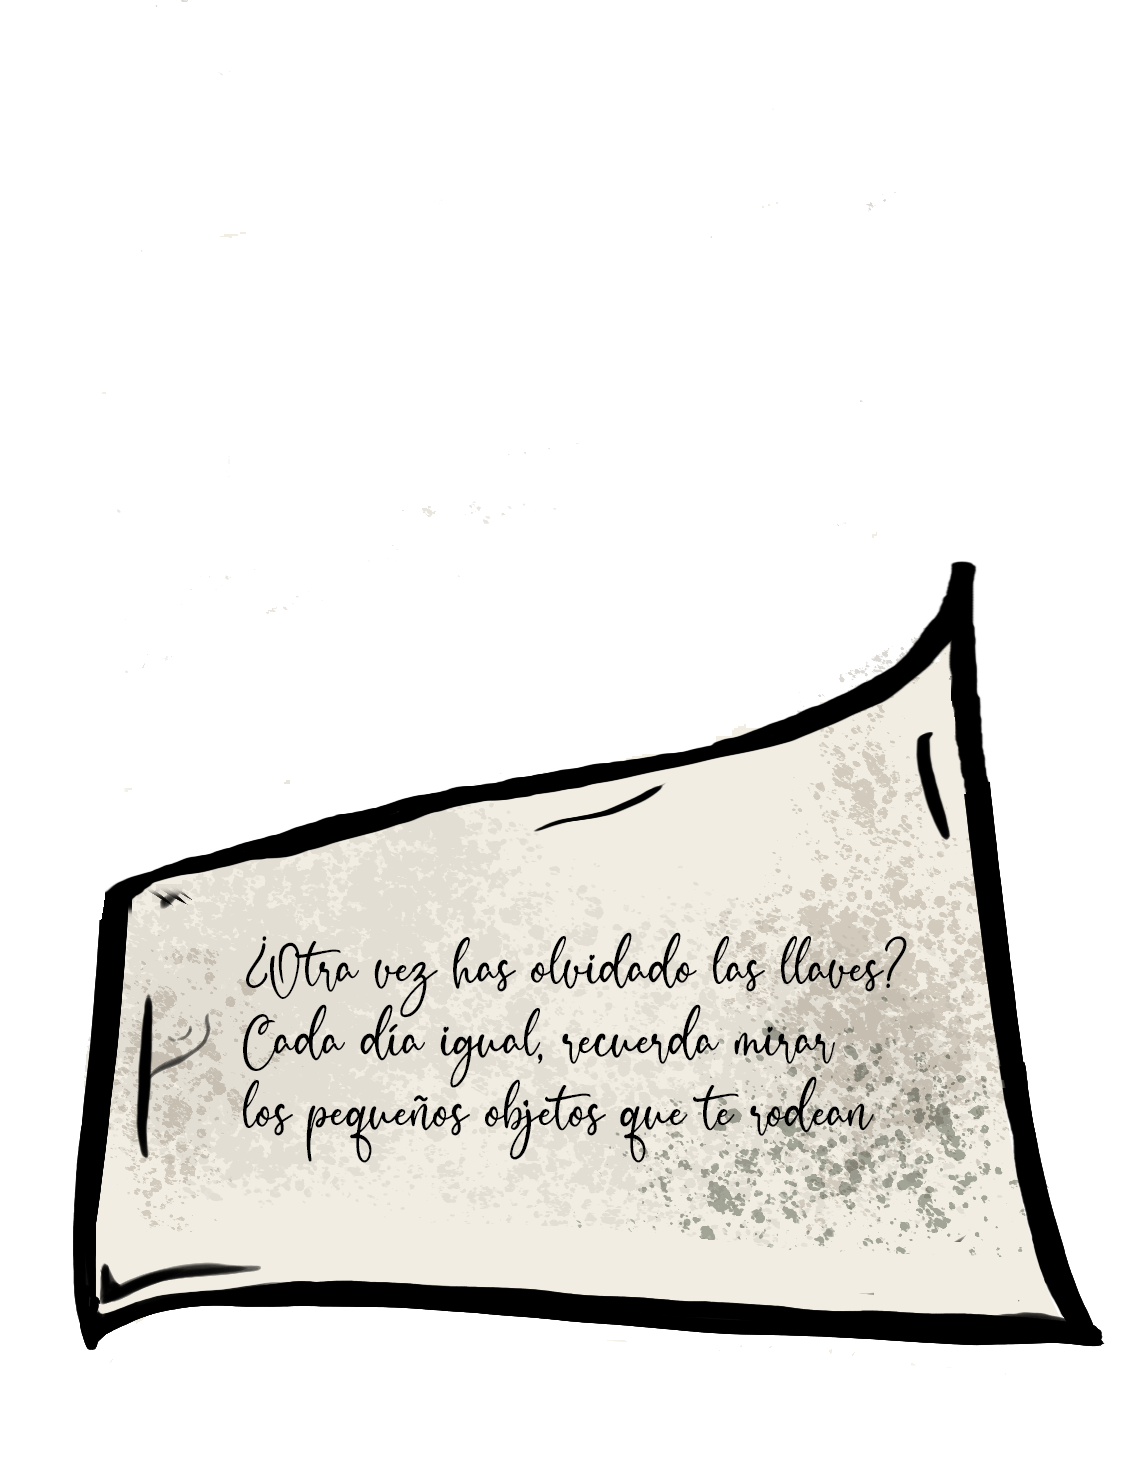 ¿Otra vez has olvidado las llaves?
Cada día igual, recuerda mirar
los pequeños objetos que te rodean